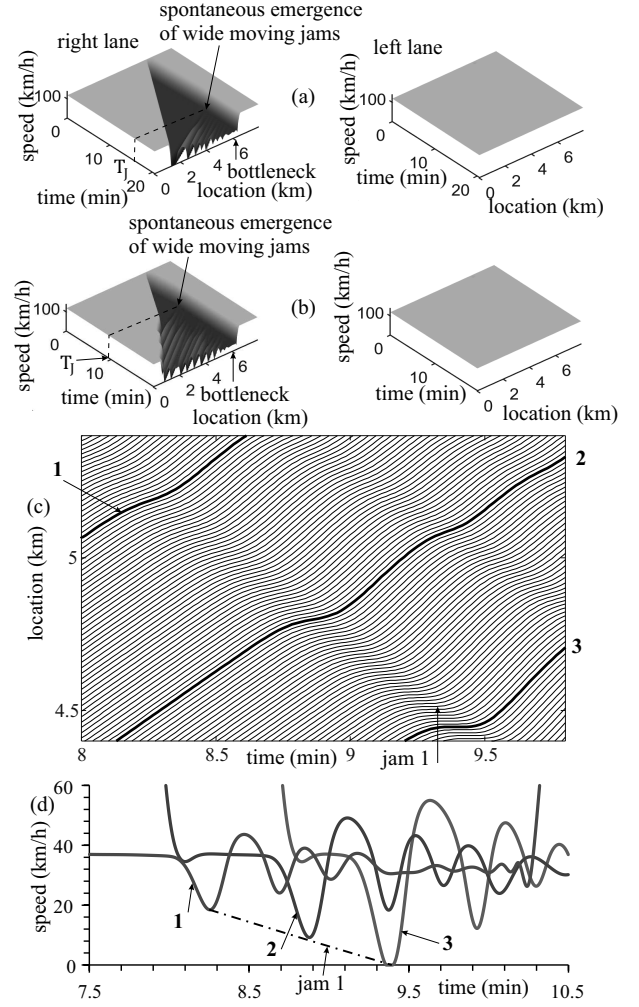 spontaneous emergence
of wide moving jams
right lane
left lane
(a)
speed (km/h)
100
0
10
20
T_J
time (min)
0 2 4 6
bottleneck
location (km)
speed (km/h)
100
0
10
20
time (min)
0 2 4 6
location (km)
spontaneous emergence
of wide moving jams
(b)
speed (km/h)
100
0
10
T_J
time (min)
0 2 4 6
bottleneck
location (km)
speed (km/h)
100
0
10
20
time (min)
0 2 4 6
location (km)
(c)
1
2
3
location (km)
5
4.5
8 8.5 9 9.5
time (min)
jam 1
(d)
speed (km/h)
60
40
20
0
1
2
3
jam 1
7.5 8.5 9.5 10.5
time (min)